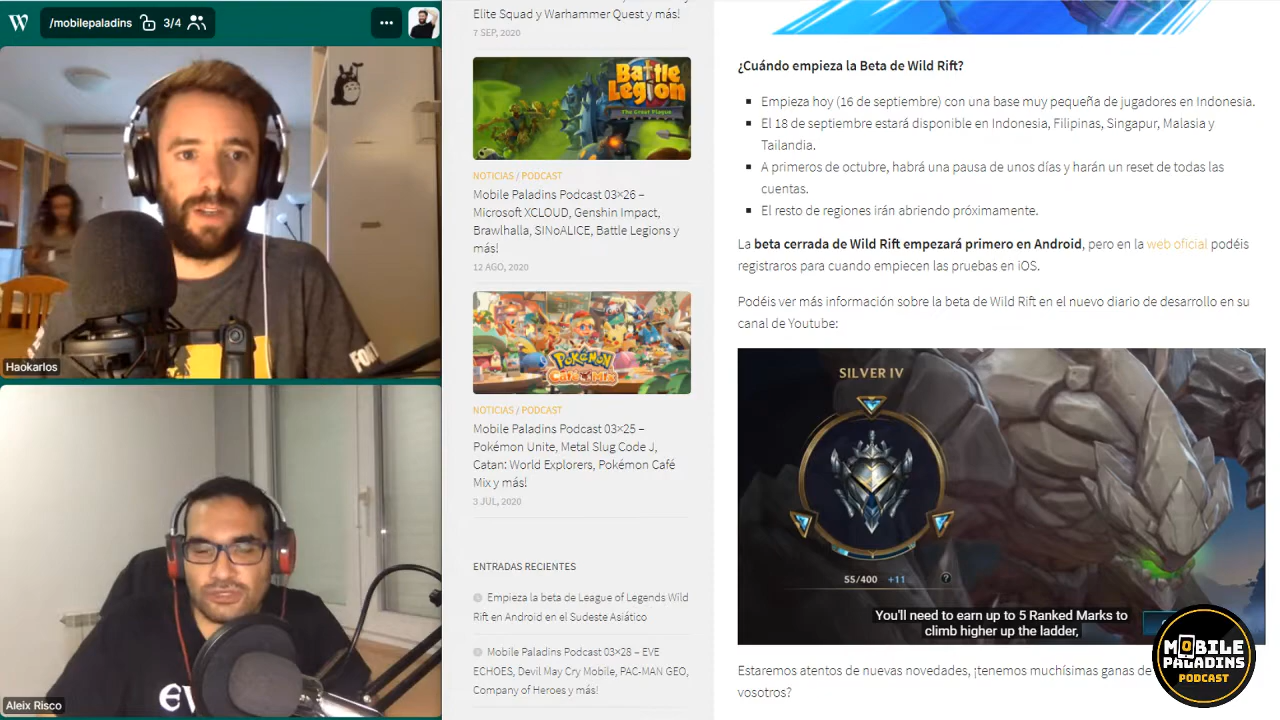 /mobilepaladins 3/4
Haokarlos
Aleix Risco
FORT
EV
Elite Squad y Warhammer Quest y más!
7 SEP, 2020
Battle
Legion
The Great Plague
NOTICIAS / PODCAST
Mobile Paladins Podcast 03×26 –
Microsoft XCLOUD, Genshin Impact,
Brawlhalla, SINoALICE, Battle Legions y
más!
12 AGO, 2020
POKéMON
Café Mix
NOTICIAS / PODCAST
Mobile Paladins Podcast 03×25 –
Pokémon Unite, Metal Slug Code J,
Catan: World Explorers, Pokémon Café
Mix y más!
3 JUL, 2020
ENTRADAS RECIENTES
Empieza la beta de League of Legends Wild
Rift en Android en el Sudeste Asiático
Mobile Paladins Podcast 03×28 – EVE
ECHOES, Devil May Cry Mobile, PAC-MAN GEO,
Company of Heroes y más!
¿Cuándo empieza la Beta de Wild Rift?
Empieza hoy (16 de septiembre) con una base muy pequeña de jugadores en Indonesia.
El 18 de septiembre estará disponible en Indonesia, Filipinas, Singapur, Malasia y
Tailandia.
A primeros de octubre, habrá una pausa de unos días y harán un reset de todas las
cuentas.
El resto de regiones irán abriendo próximamente.
La beta cerrada de Wild Rift empezará primero en Android, pero en la web oficial podéis
registraros para cuando empiecen las pruebas en iOS.
Podéis ver más información sobre la beta de Wild Rift en el nuevo diario de desarrollo en su
canal de Youtube:
SILVER IV
55/400 +11 ?
You'll need to earn up to 5 Ranked Marks to
climb higher up the ladder,
Estaremos atentos de nuevas novedades, ¡tenemos muchísimas ganas de
vosotros?
MOBILE
PALADINS
PODCAST